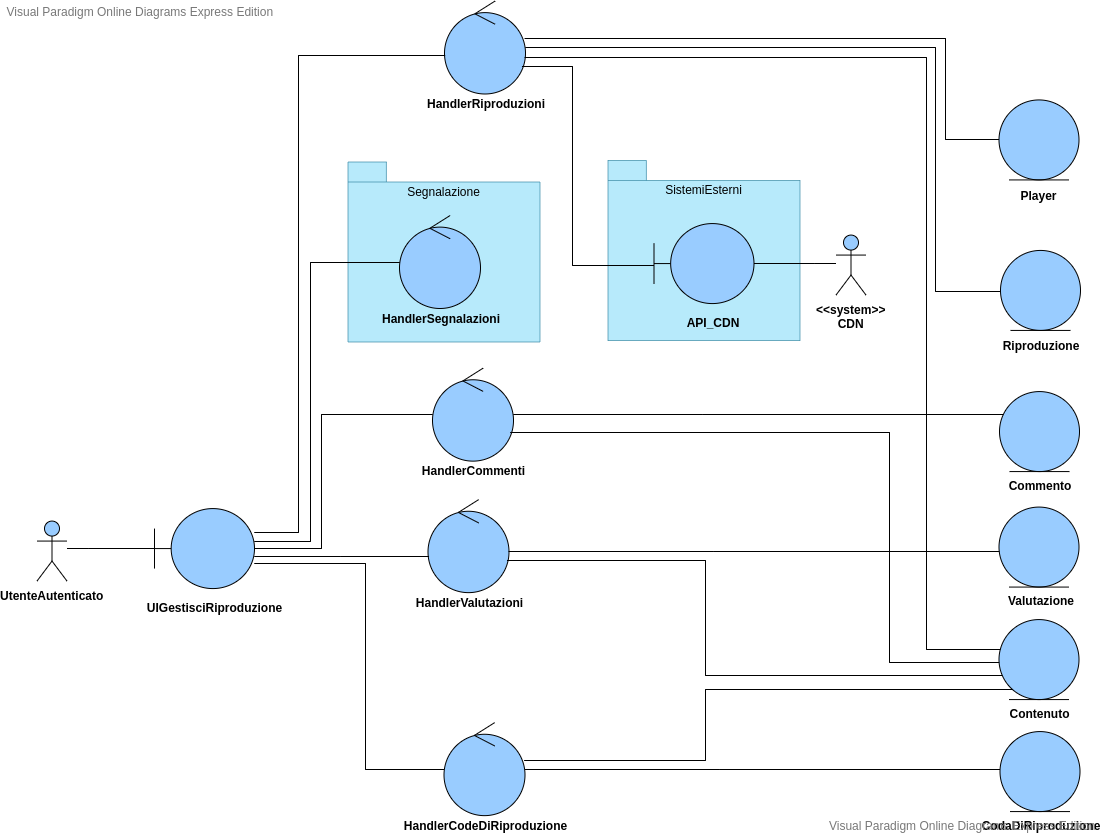 Visual Paradigm Online Diagrams Express Edition
HandlerRiproduzioni
Player
Segnalazione
SistemiEsterni
HandlerSegnalazioni
API_CDN
<<system>>
CDN
Riproduzione
HandlerCommenti
Commento
UtenteAutenticato
UIGestisciRiproduzione
HandlerValutazioni
Valutazione
Contenuto
HandlerCodeDiRiproduzione
CodaDiRiproduzione
Visual Paradigm Online Diagrams Express Edition